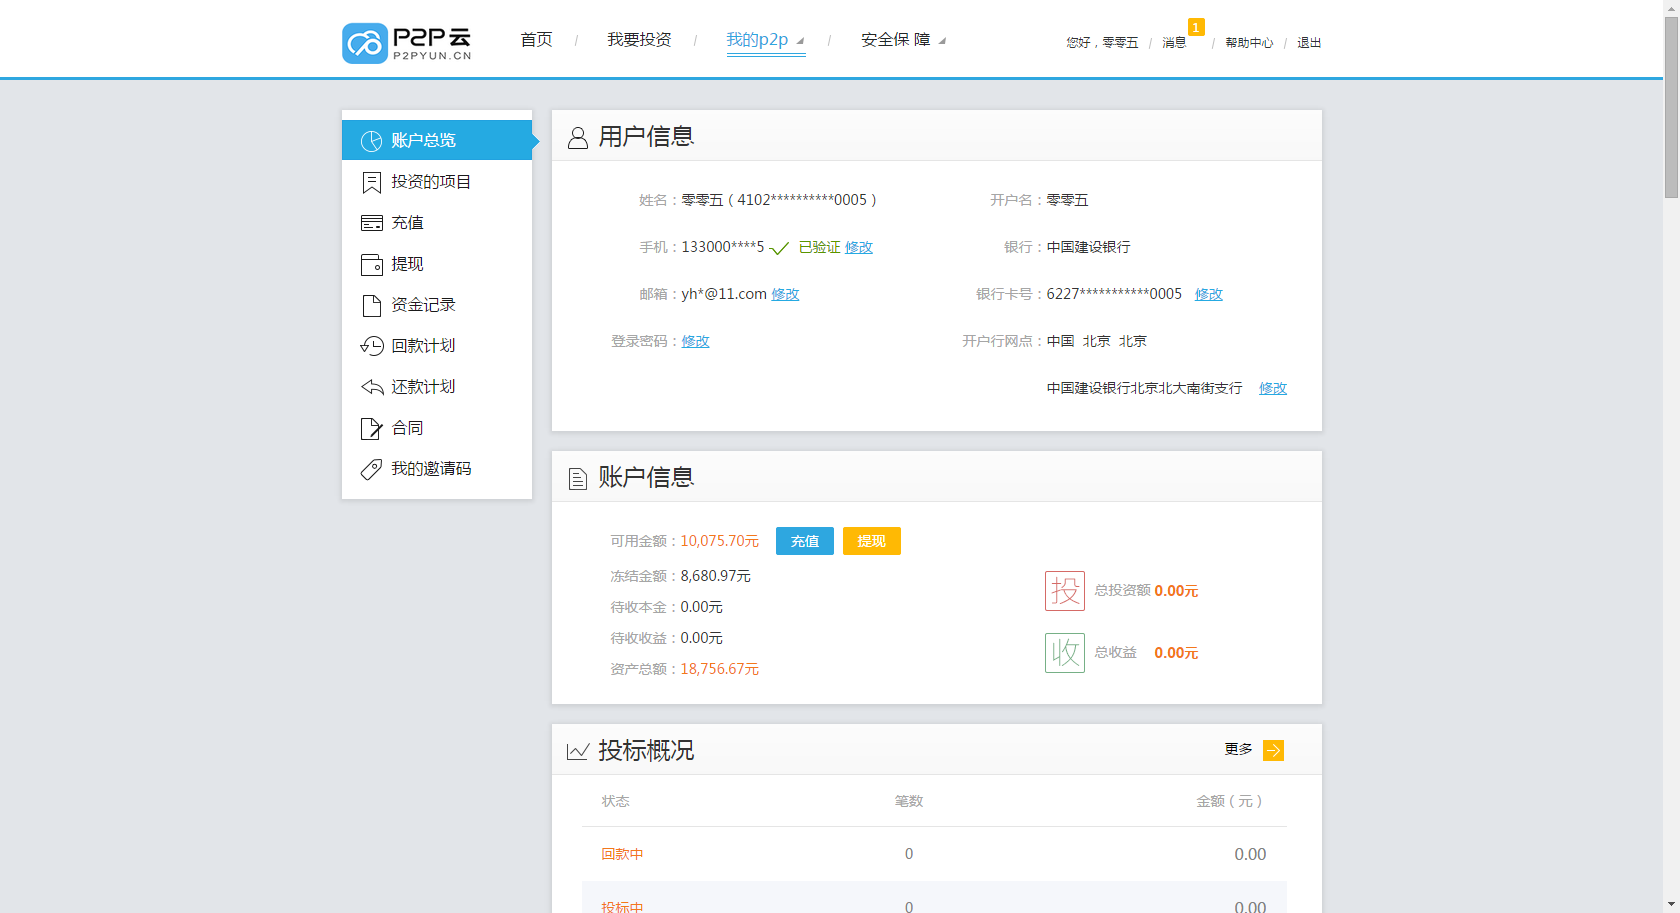 P2P云
P2PYUN.CN
首页 / 我要投资 / 我的p2p / 安全保 障
您好，零零五 / 消息 1 / 帮助中心 / 退出
账户总览
投资的项目
充值
提现
资金记录
回款计划
还款计划
合同
我的邀请码
用户信息
姓名：零零五（4102**********0005） 开户名：零零五
手机：133000****5 已验证 修改 银行：中国建设银行
邮箱：yh*@11.com 修改 银行卡号：6227***********0005 修改
登录密码：修改 开户行网点：中国 北京 北京
中国建设银行北京北大南街支行 修改
账户信息
可用金额：10,075.70元 充值 提现
冻结金额：8,680.97元
待收本金：0.00元
待收收益：0.00元
资产总额：18,756.67元
投 总投资额 0.00元
收 总收益 0.00元
投标概况 更多
状态 笔数 金额（元）
回款中 0 0.00
投标中 0 0.00